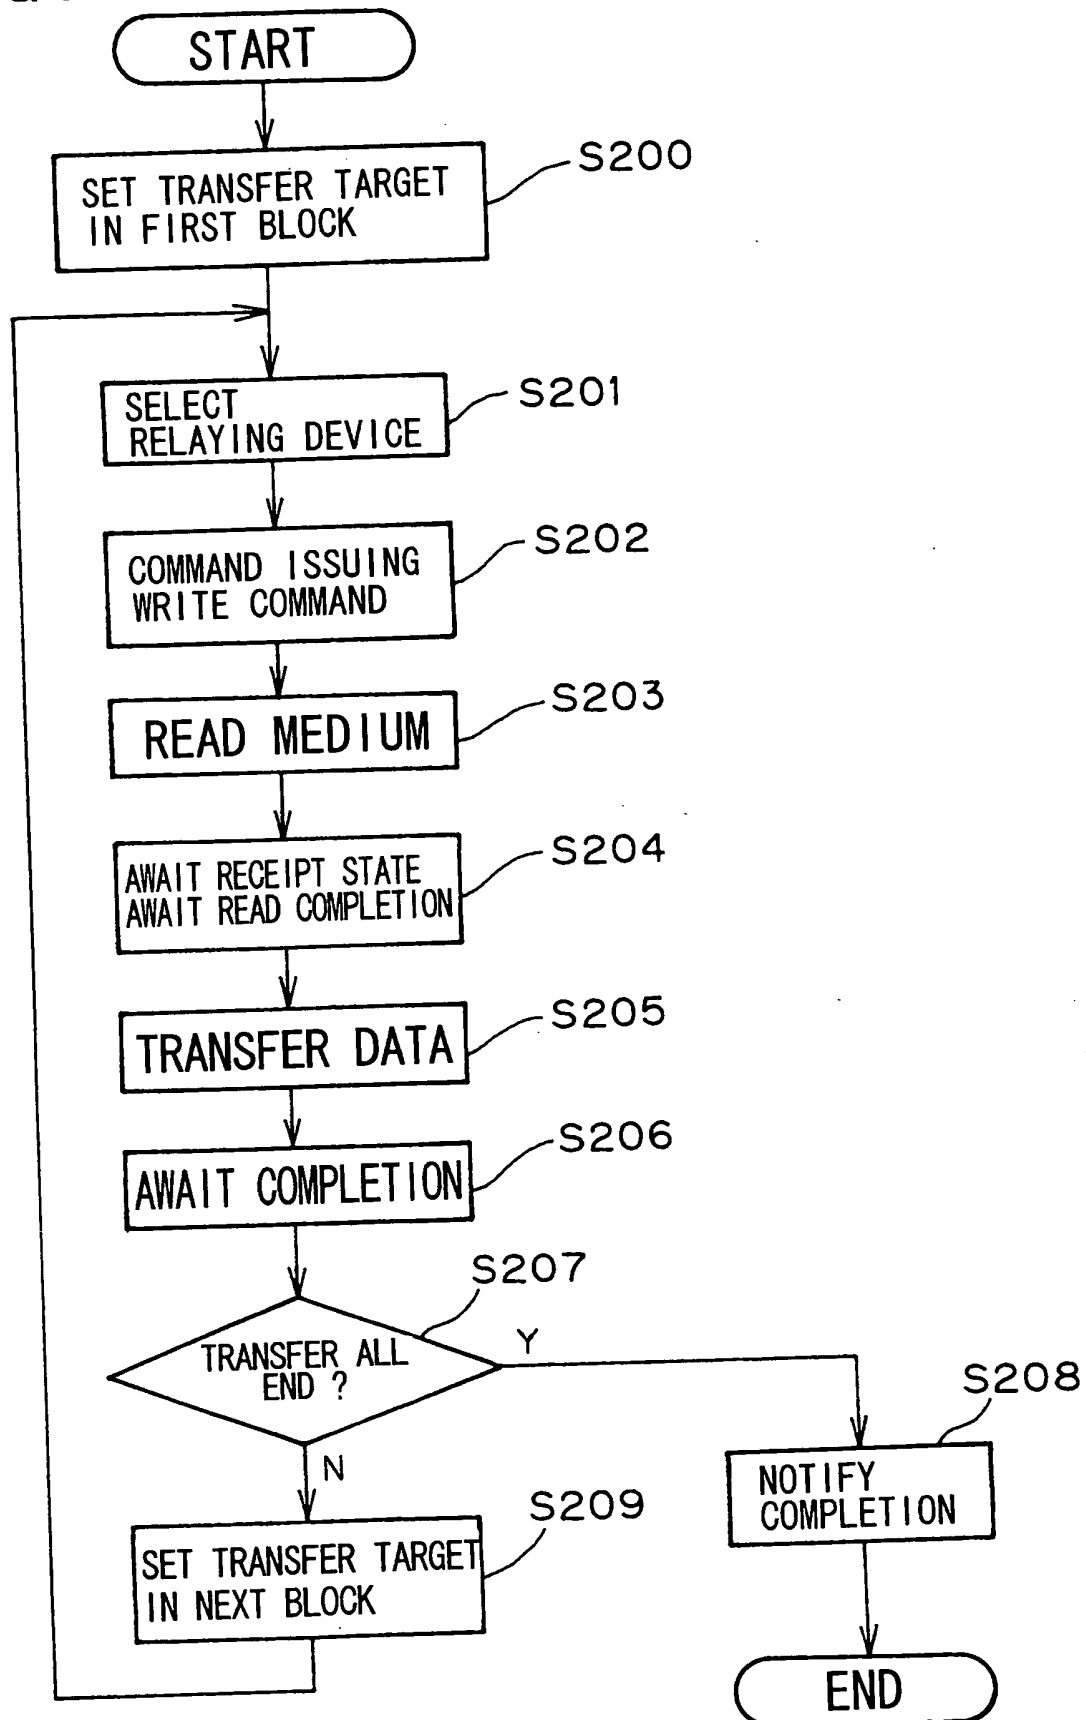 START
S200
SET TRANSFER TARGET
IN FIRST BLOCK
S201
SELECT
RELAYING DEVICE
S202
COMMAND ISSUING
WRITE COMMAND
S203
READ MEDIUM
S204
AWAIT RECEIPT STATE
AWAIT READ COMPLETION
S205
TRANSFER DATA
S206
AWAIT COMPLETION
S207
TRANSFER ALL
END ?
Y
S208
N
NOTIFY
COMPLETION
S209
SET TRANSFER TARGET
IN NEXT BLOCK
END